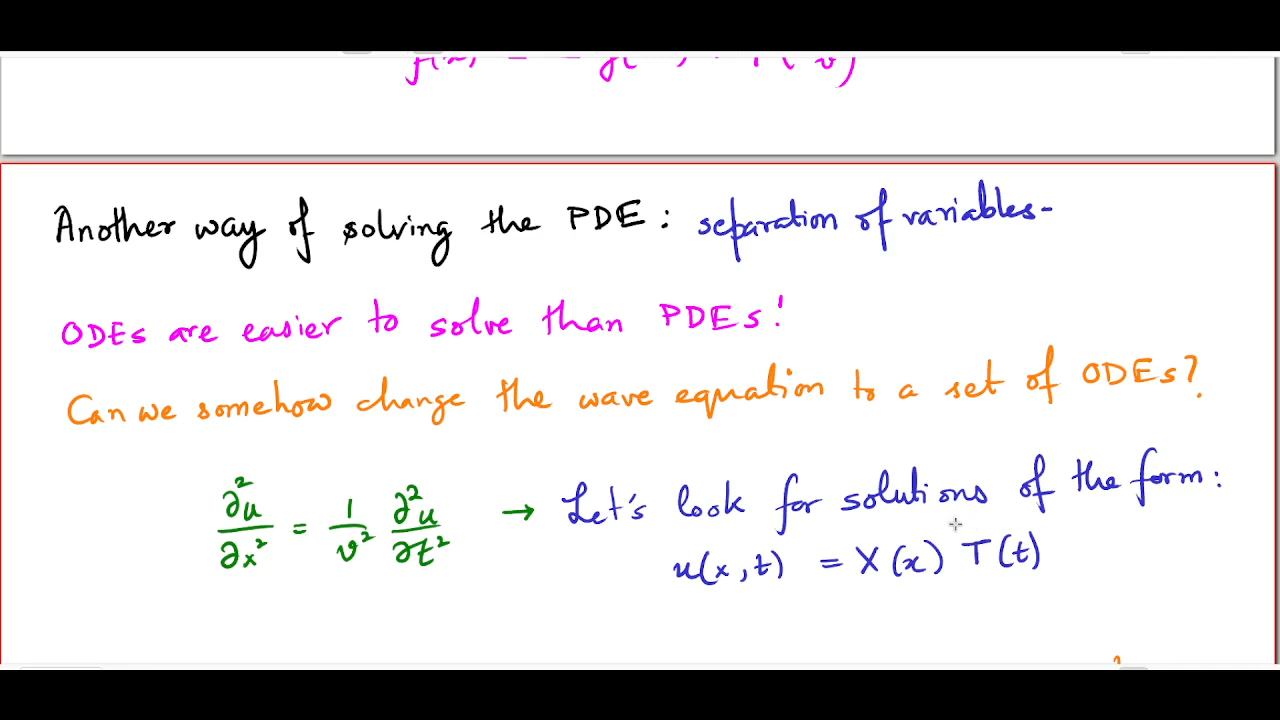 Another way of solving the PDE: separation of variables-
ODEs are easier to solve than PDEs!
Can we somehow change the wave equation to a set of ODEs?
∂²u/∂x² = 1/v² ∂²u/∂t² → Let's look for solutions of the form:
u(x,t) = X(x) T(t)